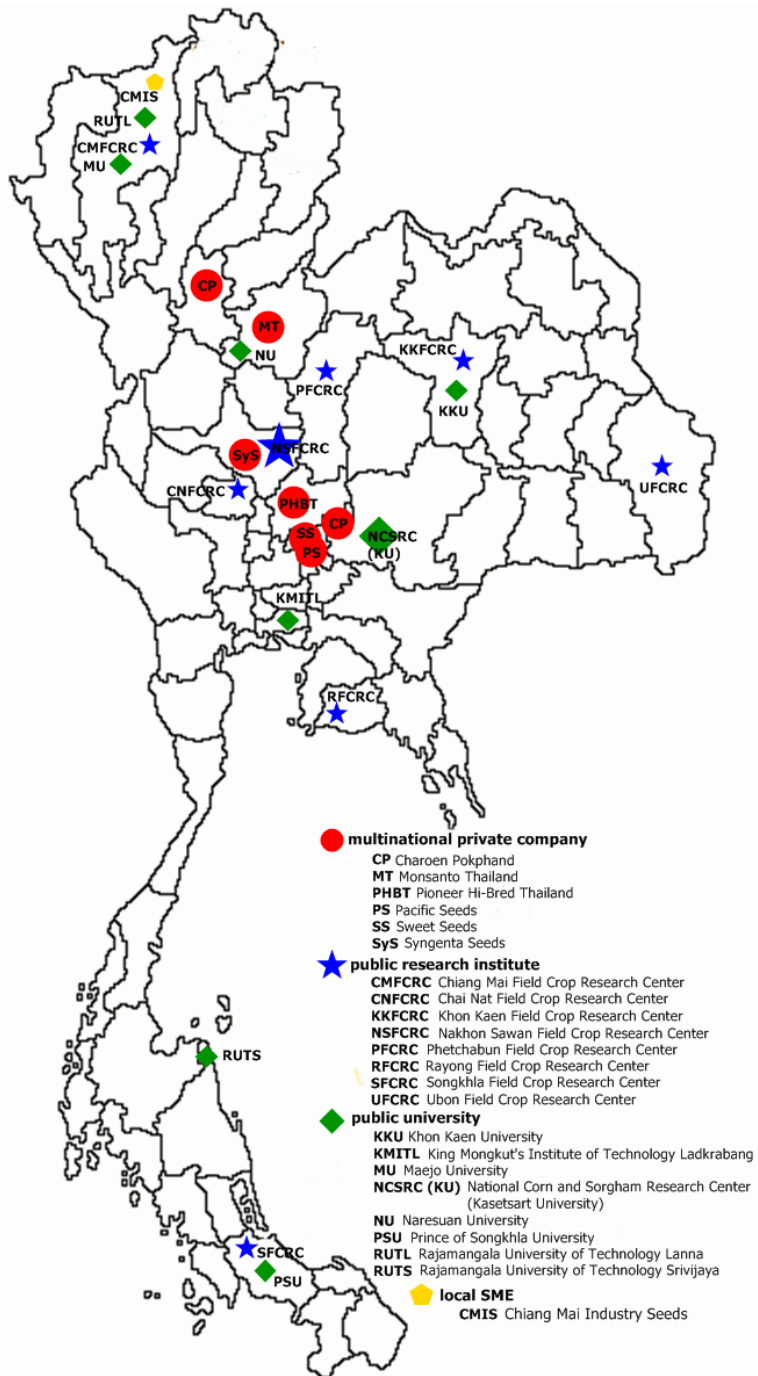 CMIS
RUTL
CMFCRC
MU
CP
MT
NU
KKFCRC
PFCRC
KKU
NSFCRC
SyS
UFCRC
CNFCRC
PHBT
CP
SS
NCSRC
(KU)
PS
KMITL
RFCRC
multinational private company
CP Charoen Pokphand
MT Monsanto Thailand
PHBT Pioneer Hi-Bred Thailand
PS Pacific Seeds
SS Sweet Seeds
SyS Syngenta Seeds
public research institute
CMFCRC Chiang Mai Field Crop Research Center
CNFCRC Chai Nat Field Crop Research Center
KKFCRC Khon Kaen Field Crop Research Center
NSFCRC Nakhon Sawan Field Crop Research Center
PFCRC Phetchabun Field Crop Research Center
RFCRC Rayong Field Crop Research Center
SFCRC Songkhla Field Crop Research Center
UFCRC Ubon Field Crop Research Center
RUTS
public university
KKU Khon Kaen University
KMITL King Mongkut's Institute of Technology Ladkrabang
MU Maejo University
NCSRC (KU) National Corn and Sorgham Research Center
(Kasetsart University)
NU Naresuan University
PSU Prince of Songkhla University
RUTL Rajamangala University of Technology Lanna
RUTS Rajamangala University of Technology Srivijaya
SFCRC
PSU
local SME
CMIS Chiang Mai Industry Seeds